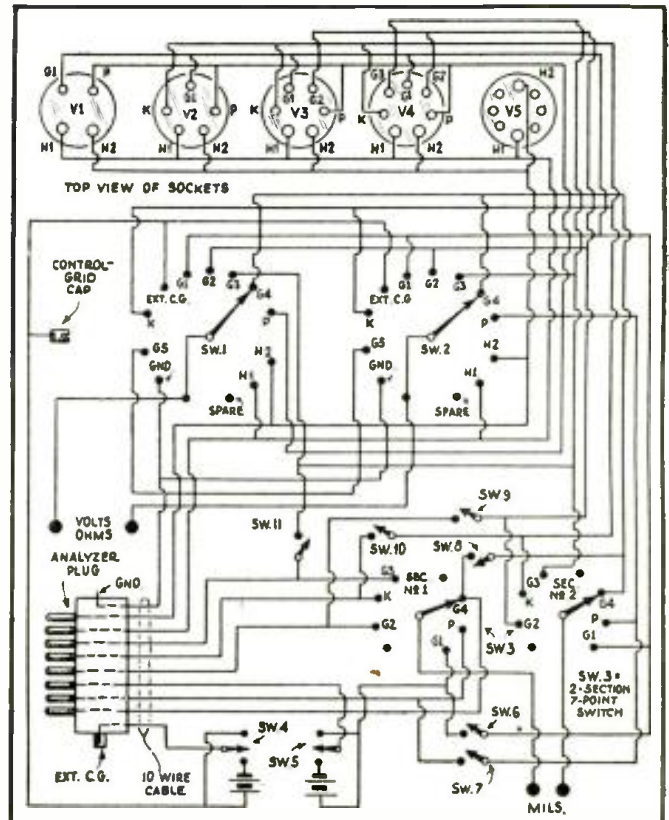 G1
P
V1
H1
H2
K
G1
V2
P
H1
H2
K
G1
G2
V3
P
H1
H2
G3
G1
G2
K
V4
P
H1
H2
H2
V5
H1
TOP VIEW OF SOCKETS
CONTROL-
GRID
CAP
EXT. C.G.
G1
G2
G3
G4
K
P
G5
SW.1
GND
H2
H1
SPARE
EXT. C.G.
G1
G2
G3
G4
K
P
G5
SW.2
GND
H2
H1
SPARE
VOLTS
OHMS
ANALYZER
PLUG
GND
EXT. C.G.
10 WIRE
CABLE
SW.11
SW.10
SW.9
SW.8
G3
SEC
No 1
K
G4
G2
P
G1
SW.3
G3
SEC
No 2
K
G4
G2
P
G1
SW.3=
2-SECTION
7-POINT
SWITCH
SW.4
SW.5
SW.6
SW.7
MILS.